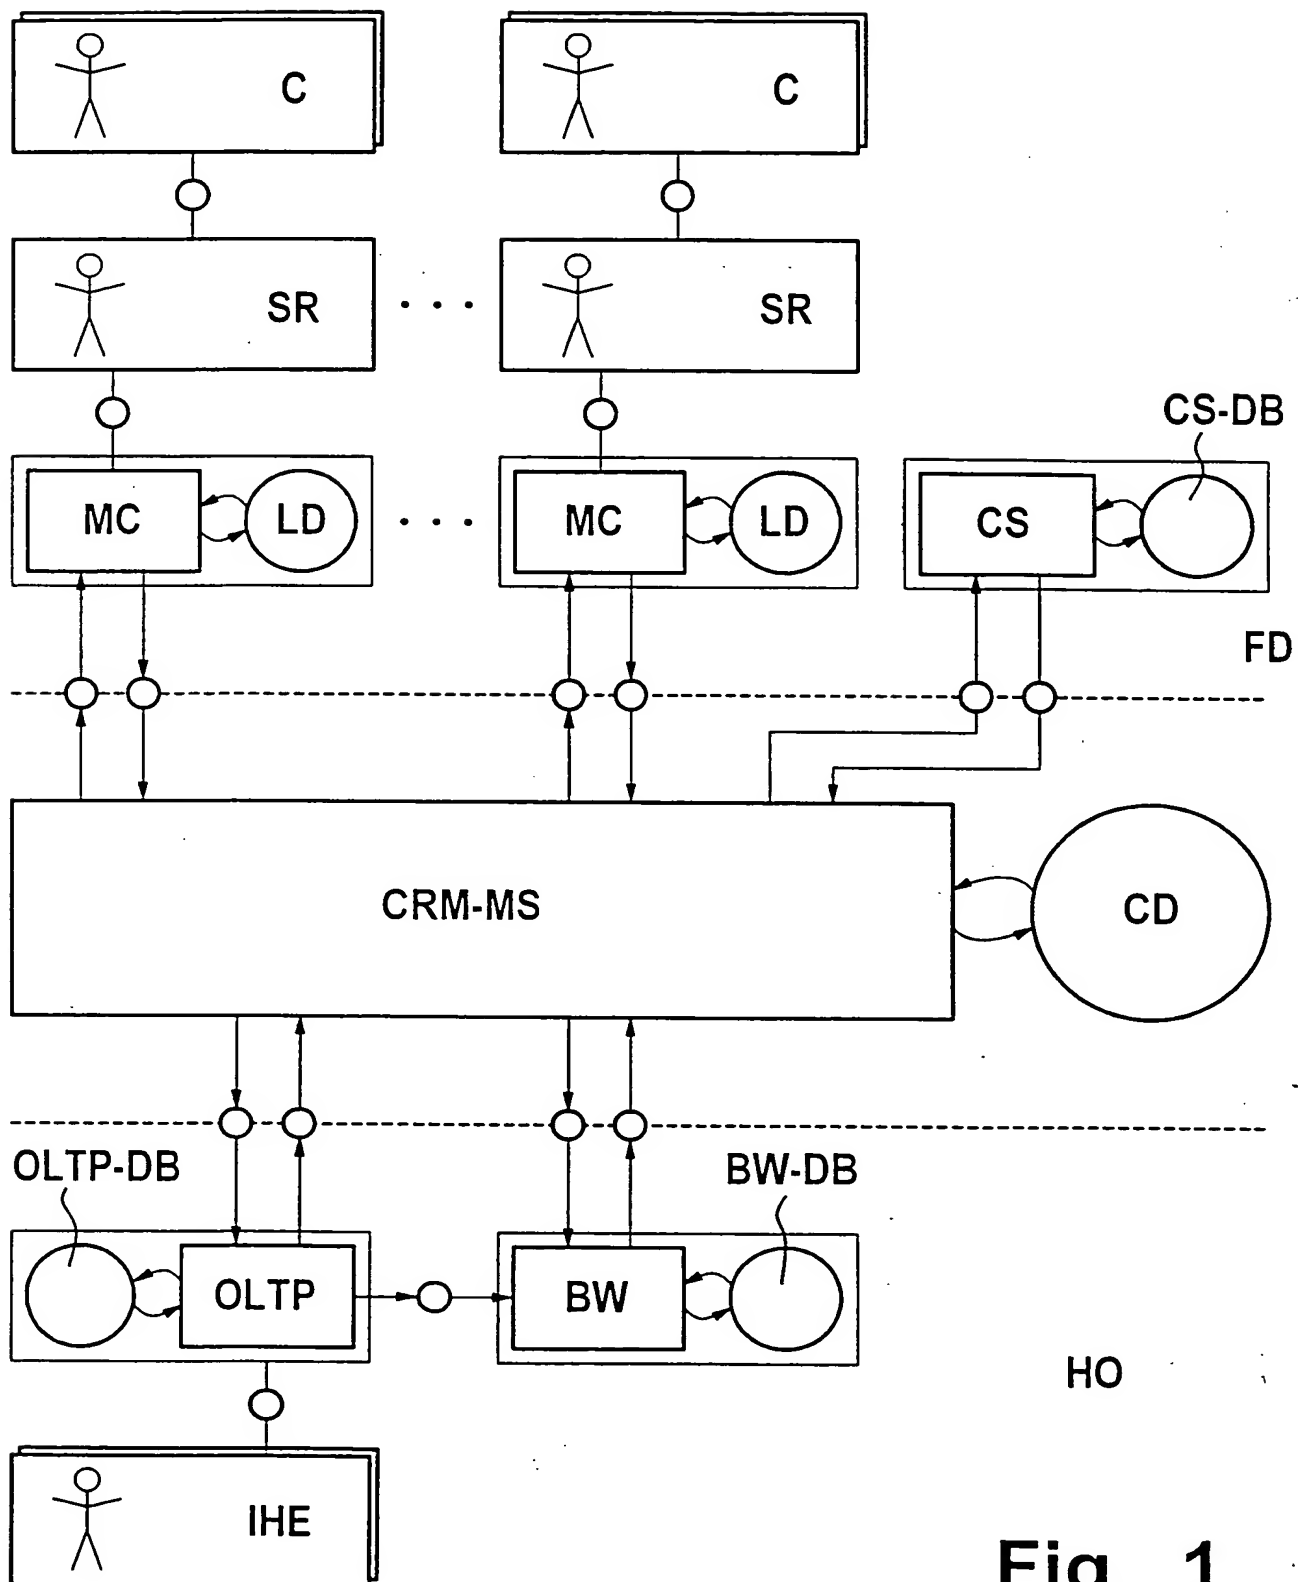 C C
SR . . . SR
CS-DB
MC LD . . . MC LD CS
FD
CRM-MS CD
OLTP-DB BW-DB
OLTP BW
HO
IHE
Fig. 1